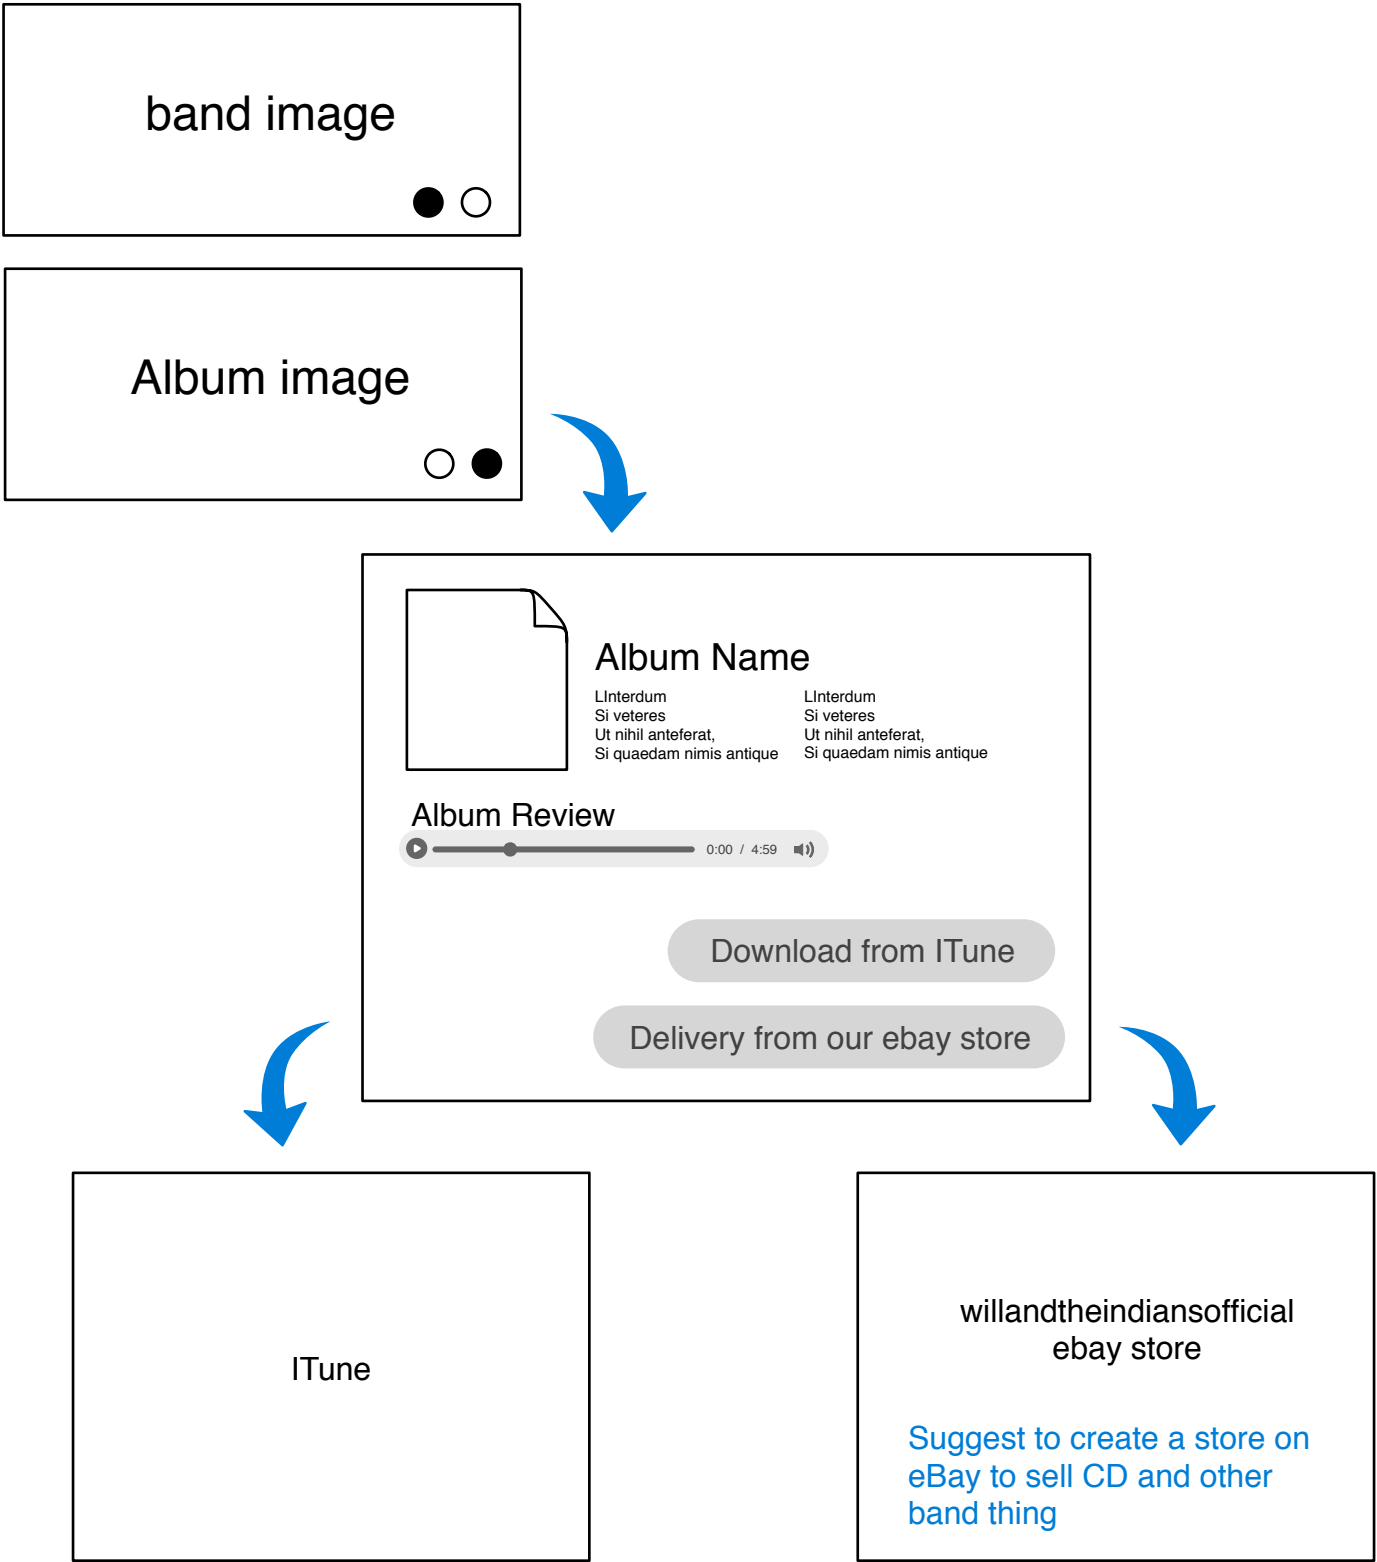 band image
Album image
Album Name
LInterdum
Si veteres
Ut nihil anteferat,
Si quaedam nimis antique
LInterdum
Si veteres
Ut nihil anteferat,
Si quaedam nimis antique
Album Review
0:00 / 4:59
Download from ITune
Delivery from our ebay store
ITune
willandtheindiansofficial
ebay store
Suggest to create a store on
eBay to sell CD and other
band thing